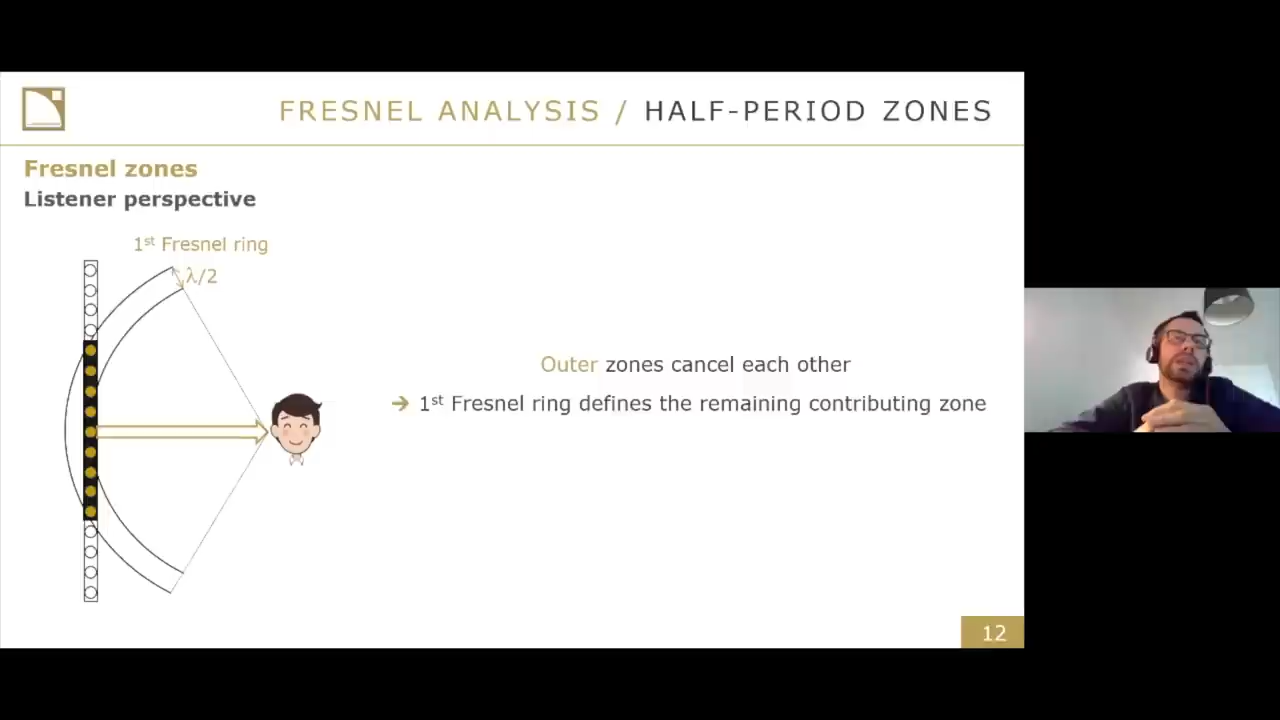 FRESNEL ANALYSIS / HALF-PERIOD ZONES
Fresnel zones
Listener perspective
1st Fresnel ring
λ/2
Outer zones cancel each other
➔ 1st Fresnel ring defines the remaining contributing zone
12